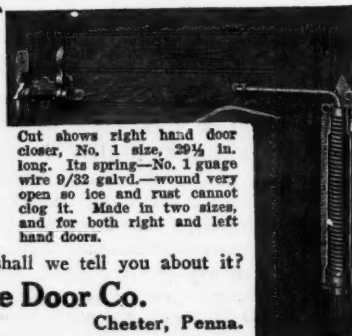 Cut shows right hand door
closer, No. 1 size, 29½ in.
long. Its spring—No. 1 guage
wire 9/32 galvd.—wound very
open so ice and rust cannot
clog it. Made in two sizes,
and for both right and left
hand doors.
shall we tell you about it?
e Door Co.
Chester, Penna.